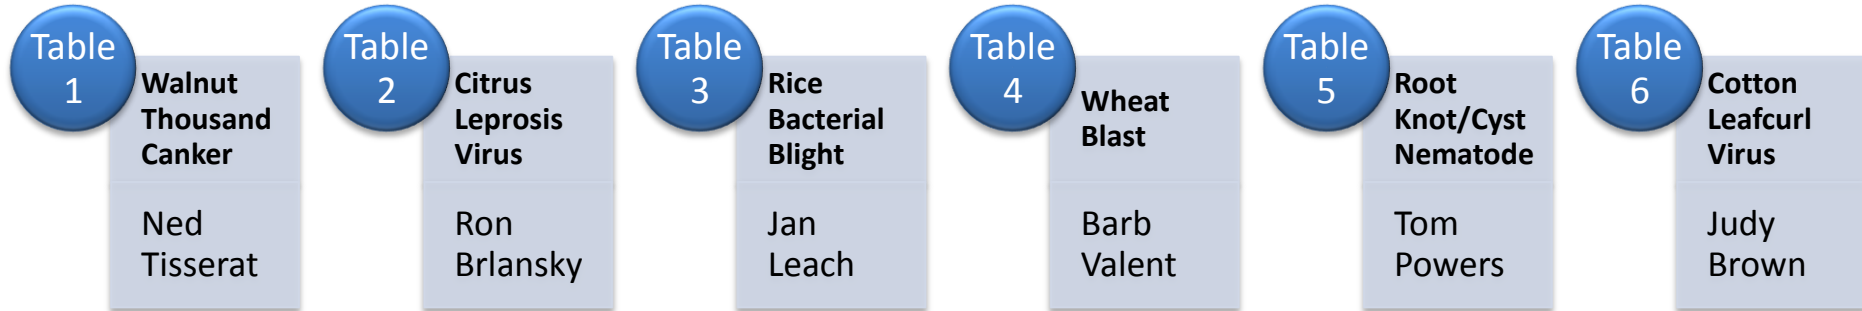 Table
1
Walnut
Thousand
Canker
Ned
Tisserat
Table
2
Citrus
Leprosis
Virus
Ron
Brlansky
Table
3
Rice
Bacterial
Blight
Jan
Leach
Table
4
Wheat
Blast
Barb
Valent
Table
5
Root
Knot/Cyst
Nematode
Tom
Powers
Table
6
Cotton
Leafcurl
Virus
Judy
Brown